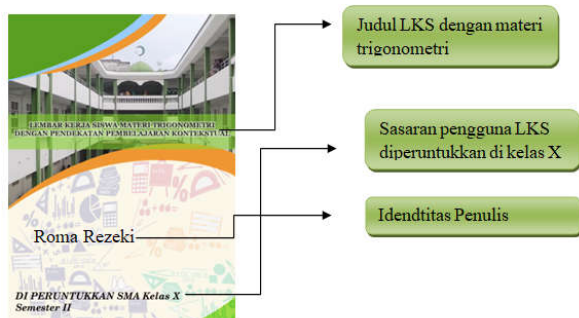 LEMBAR KERJA SISWA MATERI TRIGONOMETRI
DENGAN PENDEKATAN PEMBELAJARAN KONTEKSTUAL
Roma Rezeki
DI PERUNTUKKAN SMA Kelas X
Semester II
Judul LKS dengan materi
trigonometri
Sasaran pengguna LKS
diperuntukkan di kelas X
Idendtitas Penulis